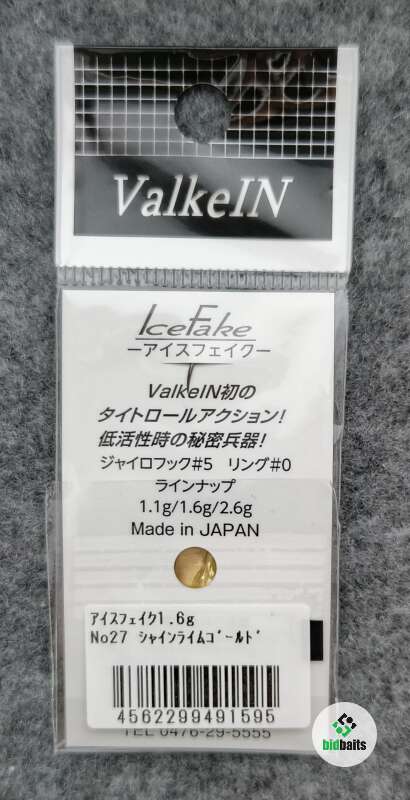 ValkeIN
IceFake
ーアイスフェイクー
ValkeIN初の
タイトロールアクション!
低活性時の秘密兵器!
ジャイロフック#5 リング#0
ラインナップ
1.1g/1.6g/2.6g
Made in JAPAN
ｱｲｽﾌｪｲｸ1.6g
No27 ｼｬｲﾝﾗｲﾑｺﾞｰﾙﾄﾞ
4562299491595
TEL 0476-29-5555
bidbaits